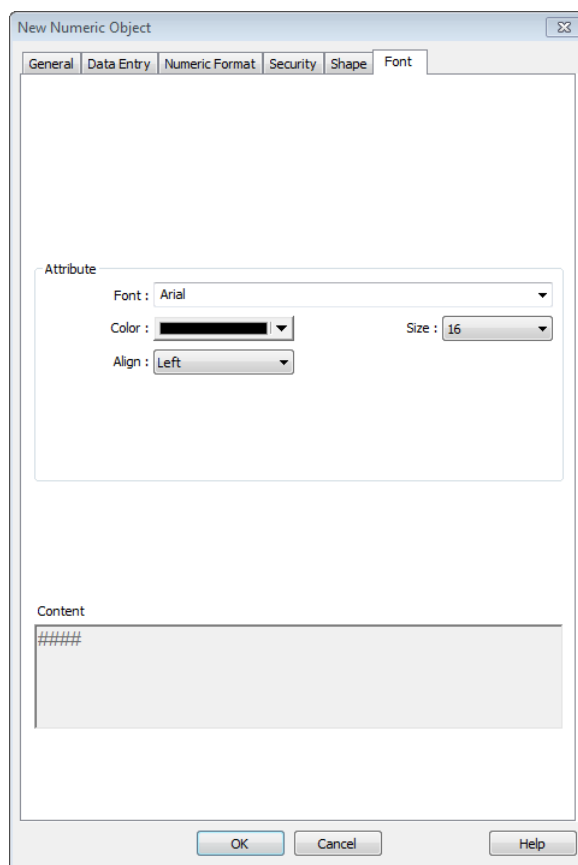 New Numeric Object
General Data Entry Numeric Format Security Shape Font
Attribute
Font : Arial
Color : Size : 16
Align : Left
Content
####
OK Cancel Help